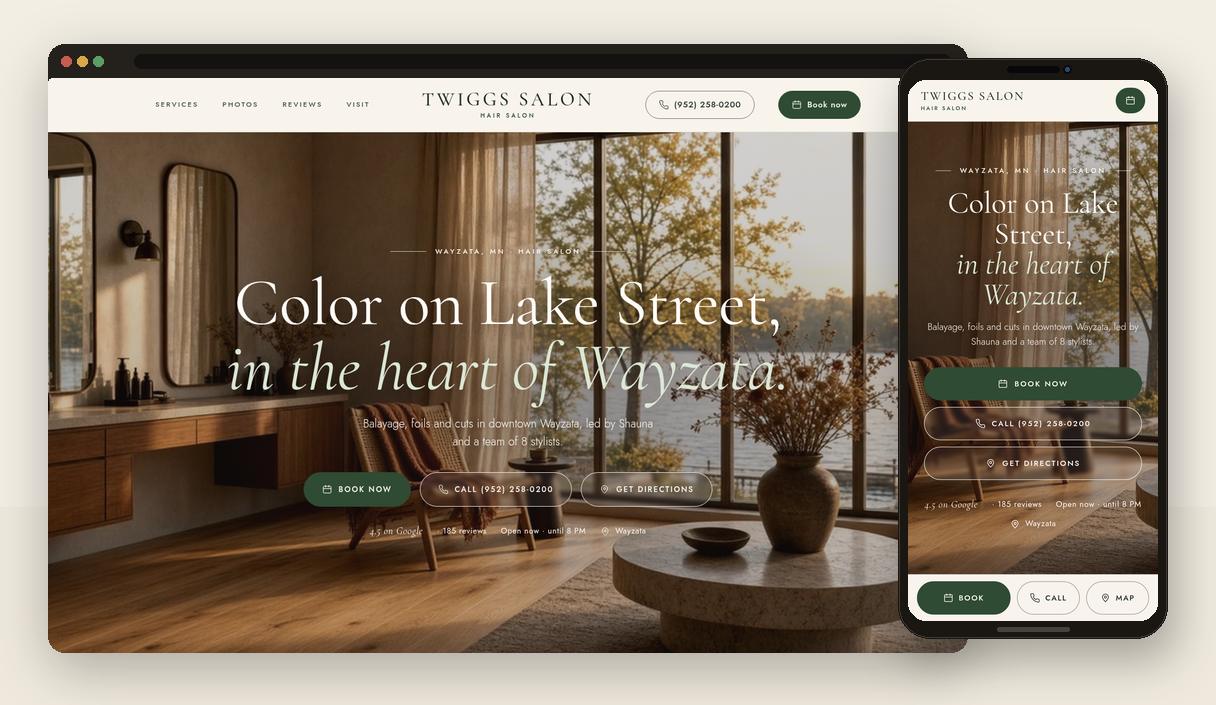 SERVICES PHOTOS REVIEWS VISIT
TWIGGS SALON
HAIR SALON
(952) 258-0200
Book now
WAYZATA, MN · HAIR SALON
Color on Lake Street,
in the heart of Wayzata.
Balayage, foils and cuts in downtown Wayzata, led by Shauna
and a team of 8 stylists.
BOOK NOW
CALL (952) 258-0200
GET DIRECTIONS
4.5 on Google · 185 reviews Open now · until 8 PM Wayzata
TWIGGS SALON
HAIR SALON
WAYZATA, MN · HAIR SALON
Color on Lake
Street,
in the heart of
Wayzata.
Balayage, foils and cuts in downtown Wayzata, led by
Shauna and a team of 8 stylists.
BOOK NOW
CALL (952) 258-0200
GET DIRECTIONS
4.5 on Google · 185 reviews Open now · until 8 PM
Wayzata
BOOK CALL MAP